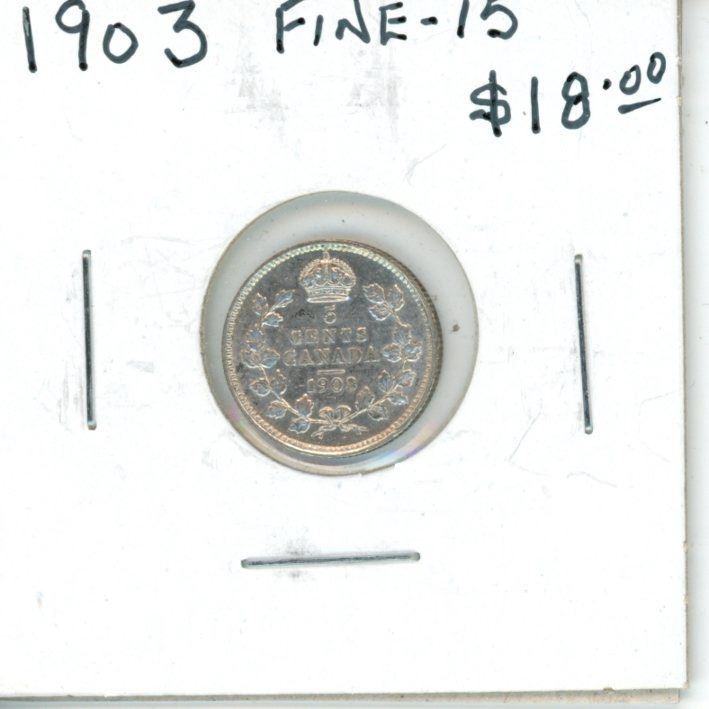 1903 FINE-15
$18.00
5
CENTS
CANADA
1903